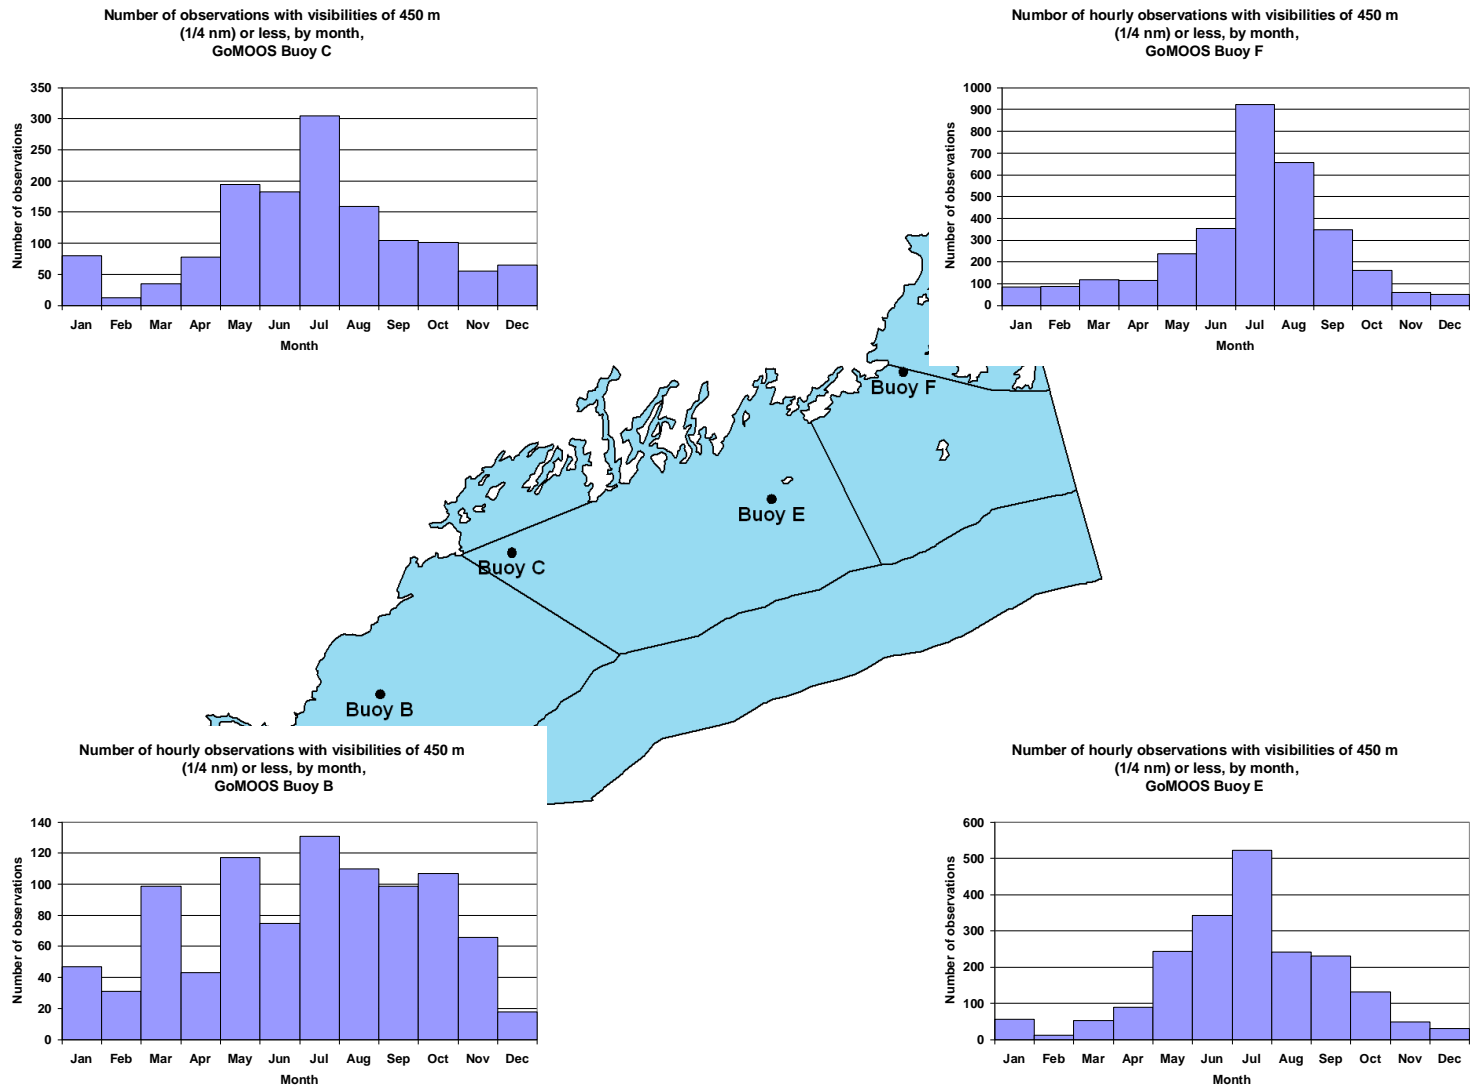 Number of observations with visibilities of 450 m
(1/4 nm) or less, by month,
GoMOOS Buoy C
Number of observations
350
300
250
200
150
100
50
0
Jan Feb Mar Apr May Jun Jul Aug Sep Oct Nov Dec
Month
Numbor of hourly observations with visibilities of 450 m
(1/4 nm) or less, by month,
GoMOOS Buoy F
Number of observations
1000
900
800
700
600
500
400
300
200
100
0
Jan Feb Mar Apr May Jun Jul Aug Sep Oct Nov Dec
Month
Buoy F
Buoy E
Buoy C
Buoy B
Number of hourly observations with visibilities of 450 m
(1/4 nm) or less, by month,
GoMOOS Buoy B
Number of observations
140
120
100
80
60
40
20
0
Jan Feb Mar Apr May Jun Jul Aug Sep Oct Nov Dec
Month
Number of hourly observations with visibilities of 450 m
(1/4 nm) or less, by month,
GoMOOS Buoy E
Number of observations
600
500
400
300
200
100
0
Jan Feb Mar Apr May Jun Jul Aug Sep Oct Nov Dec
Month